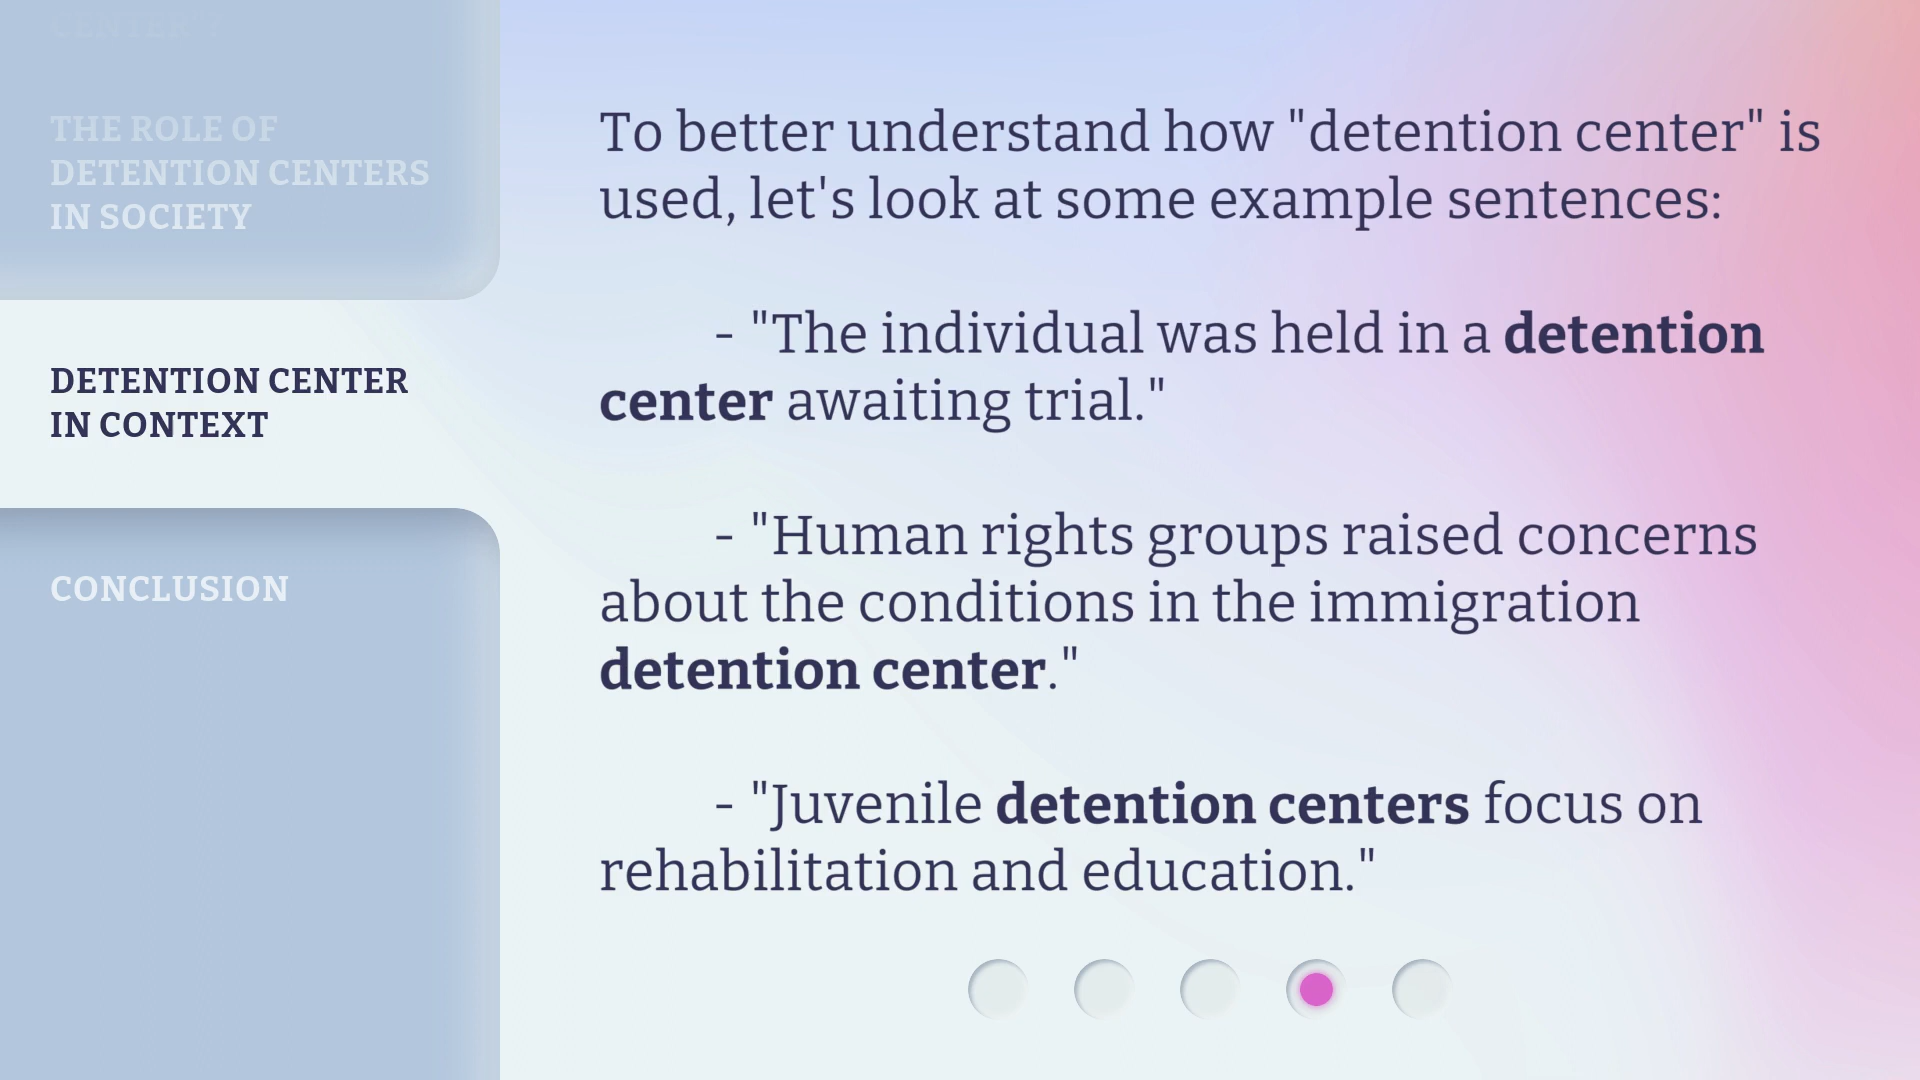 CENTER ?
THE ROLE OF
DETENTION CENTERS
IN SOCIETY
DETENTION CENTER
IN CONTEXT
CONCLUSION
To better understand how "detention center" is
used, let's look at some example sentences:
- "The individual was held in a detention
center awaiting trial."
- "Human rights groups raised concerns
about the conditions in the immigration
detention center."
- "Juvenile detention centers focus on
rehabilitation and education."